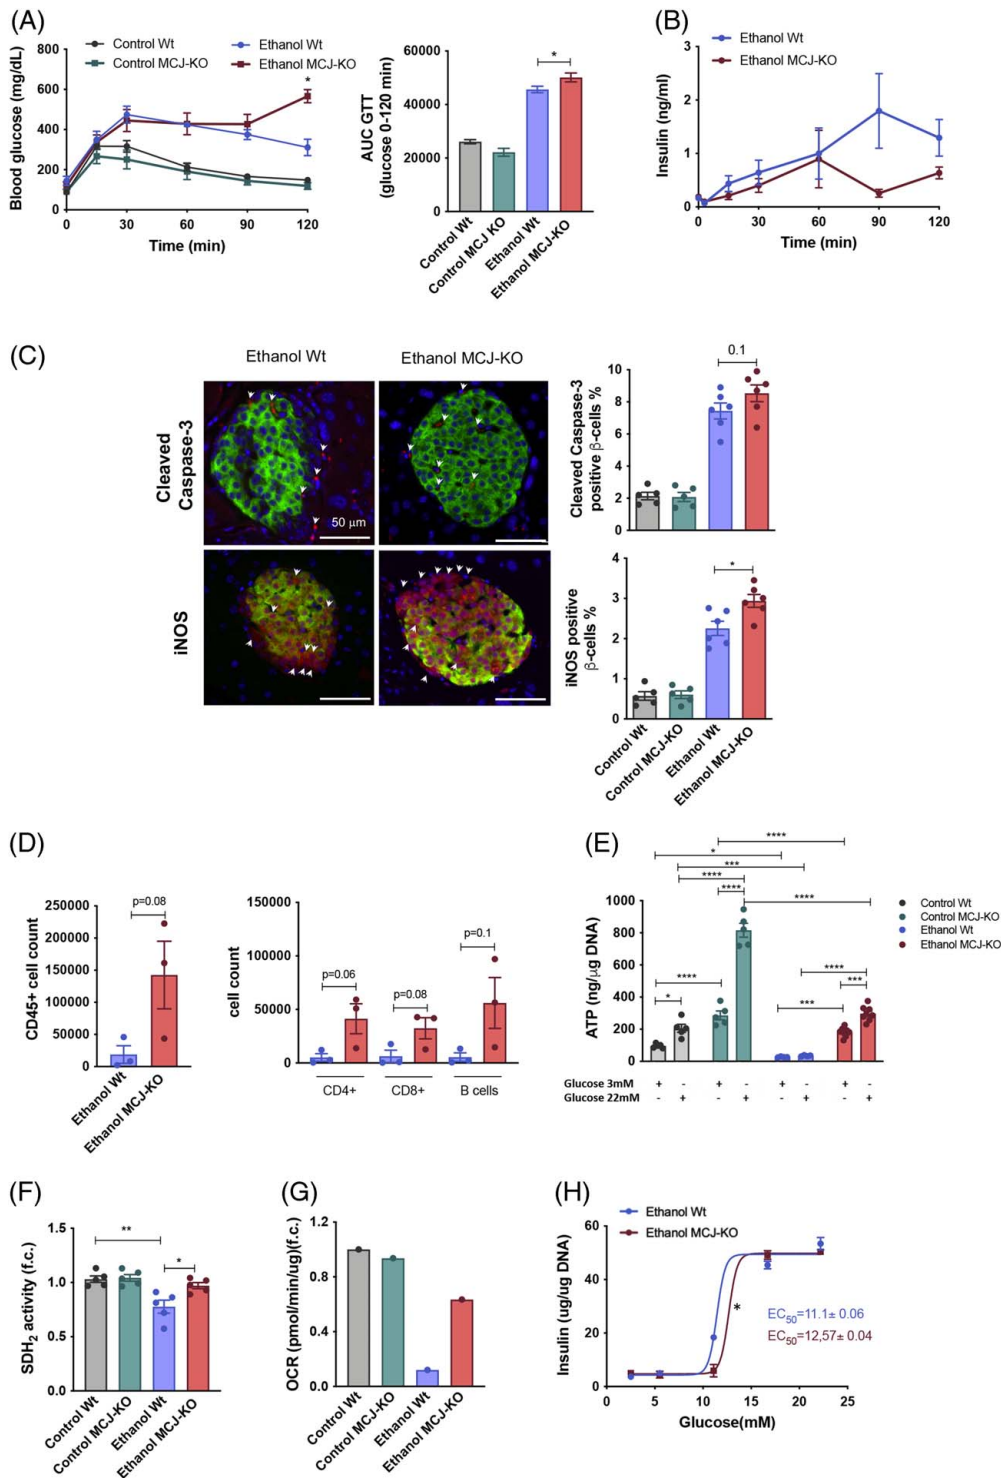 (A)
Control Wt
Ethanol Wt
Control MCJ-KO
Ethanol MCJ-KO
Blood glucose (mg/dL)
800
600
400
200
0
*
0
30
60
90
120
Time (min)
AUC GTT
(glucose 0-120 min)
60000
40000
20000
0
*
Control Wt
Control MCJ KO
Ethanol Wt
Ethanol MCJ-KO
(B)
Ethanol Wt
Ethanol MCJ-KO
Insulin (ng/ml)
3
2
1
0
0
30
60
90
120
Time (min)
(C)
Ethanol Wt
Ethanol MCJ-KO
Cleaved
Caspase-3
50 μm
iNOS
Cleaved Caspase-3
positive β-cells %
10
8
6
4
2
0
0.1
iNOS positive
β-cells %
4
3
2
1
0
*
Control Wt
Control MCJ-KO
Ethanol Wt
Ethanol MCJ-KO
(D)
CD45+ cell count
250000
200000
150000
100000
50000
0
p=0.08
Ethanol Wt
Ethanol MCJ-KO
cell count
150000
100000
50000
0
p=0.06
p=0.08
p=0.1
CD4+
CD8+
B cells
(E)
****
*
***
****
****
****
****
*
****
***
***
ATP (ng/μg DNA)
1000
800
600
400
200
0
Control Wt
Control MCJ-KO
Ethanol Wt
Ethanol MCJ-KO
Glucose 3mM + - + - + - + -
Glucose 22mM - + - + - + - +
(F)
SDH2 activity (f.c.)
1.5
1.0
0.5
0.0
**
*
Control Wt
Control MCJ-KO
Ethanol Wt
Ethanol MCJ-KO
(G)
OCR (pmol/min/ug)(f.c.)
1.2
0.8
0.4
0.0
Control Wt
Control MCJ-KO
Ethanol Wt
Ethanol MCJ-KO
(H)
Ethanol Wt
Ethanol MCJ-KO
Insulin (ug/ug DNA)
60
40
20
0
*
EC50=11.1± 0.06
EC50=12,57± 0.04
0
5
10
15
20
25
Glucose(mM)